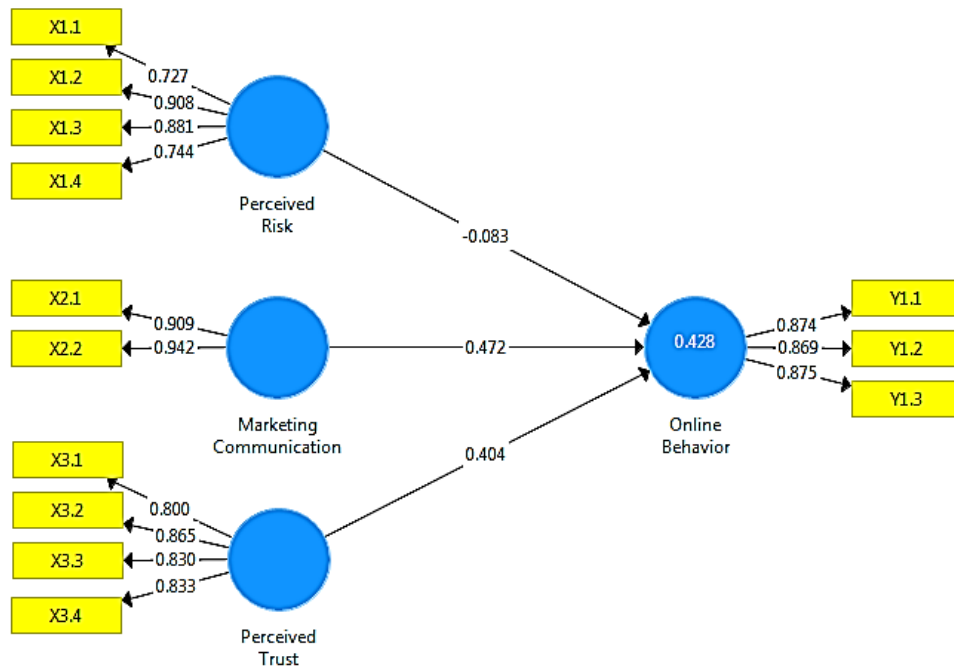 X1.1
0.727
X1.2
0.908
X1.3
0.881
X1.4
0.744
Perceived
Risk
-0.083
X2.1
0.909
X2.2
0.942
Marketing
Communication
0.472
X3.1
0.800
X3.2
0.865
X3.3
0.830
X3.4
0.833
Perceived
Trust
0.404
0.428
Online
Behavior
Y1.1
0.874
Y1.2
0.869
Y1.3
0.875